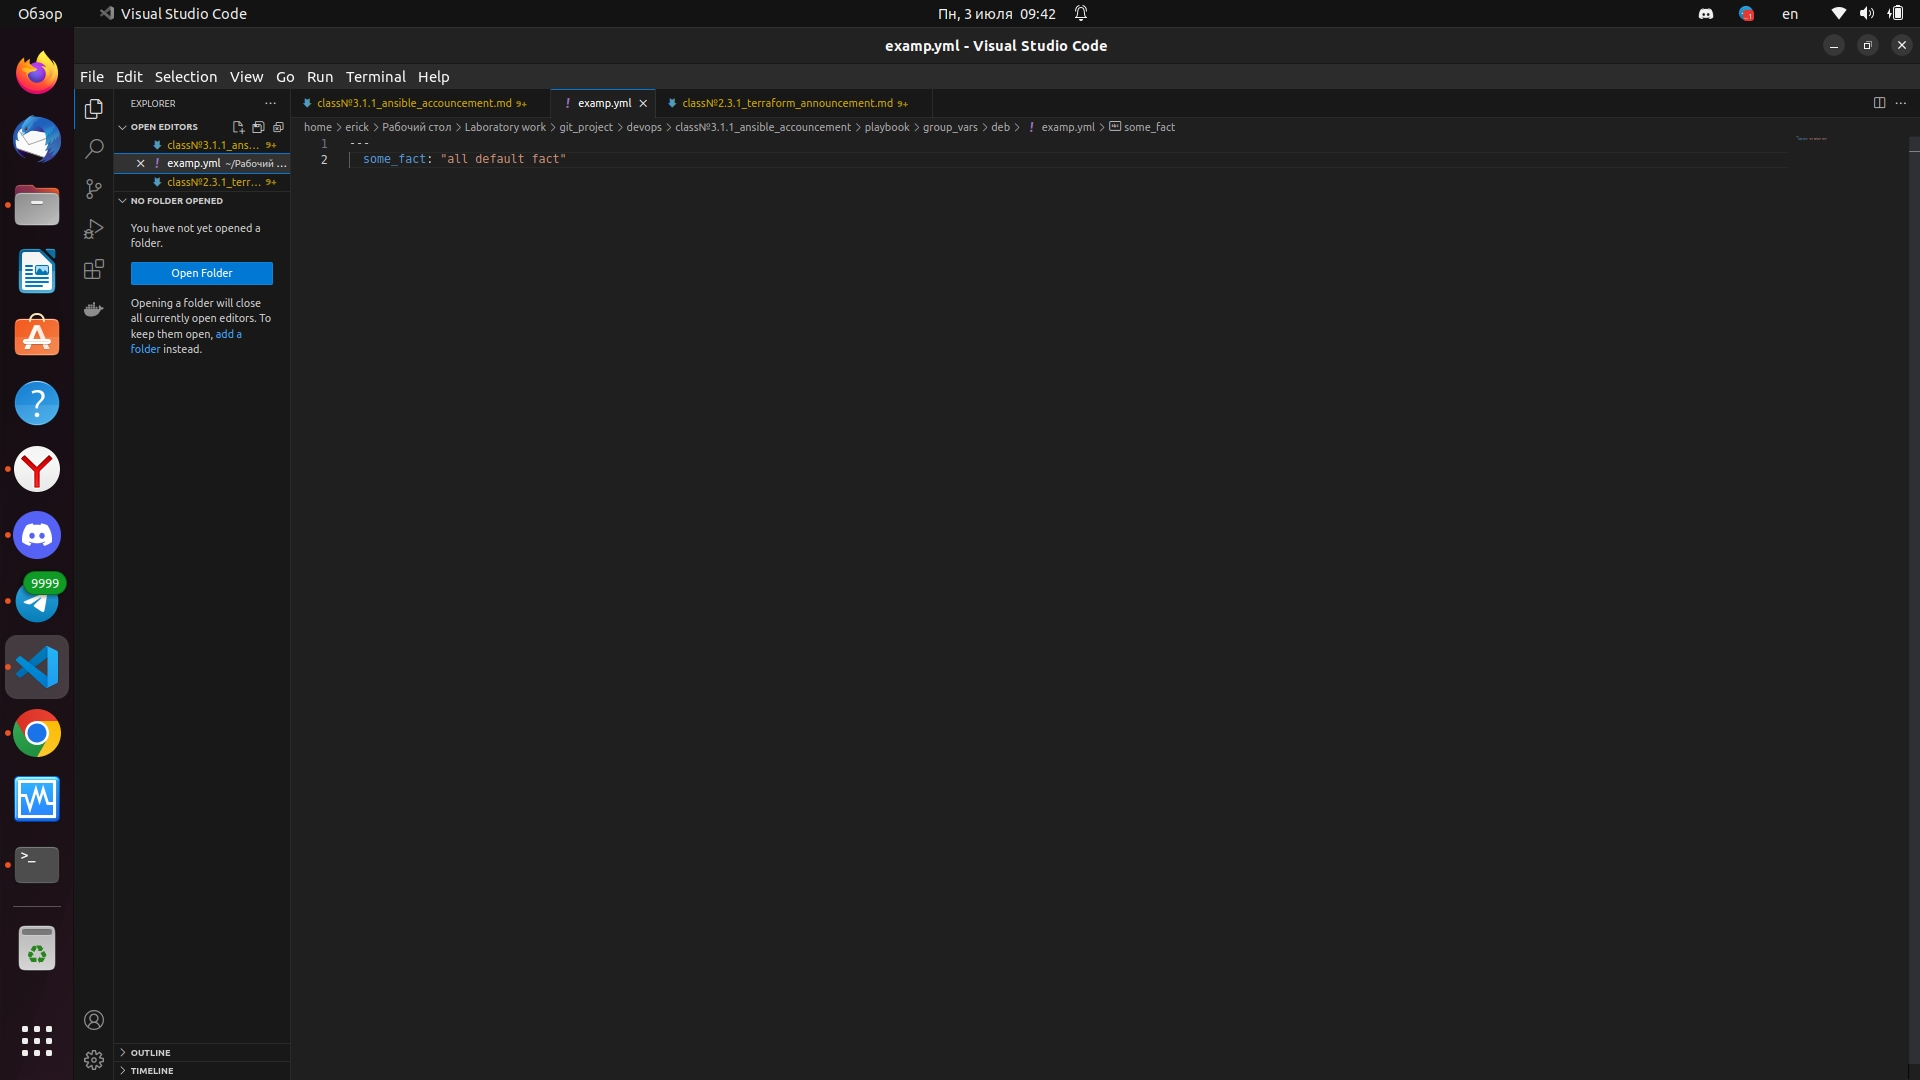 Обзор
Visual Studio Code
Пн, 3 июля 09:42
en
examp.yml - Visual Studio Code
File Edit Selection View Go Run Terminal Help
EXPLORER
OPEN EDITORS
class№3.1.1_ans... 9+
examp.yml ~/Рабочий ...
class№2.3.1_terr... 9+
NO FOLDER OPENED
You have not yet opened a
folder.
Open Folder
Opening a folder will close
all currently open editors. To
keep them open, add a
folder instead.
OUTLINE
TIMELINE
class№3.1.1_ansible_accouncement.md 9+
examp.yml
class№2.3.1_terraform_announcement.md 9+
home > erick > Рабочий стол > Laboratory work > git_project > devops > class№3.1.1_ansible_accouncement > playbook > group_vars > deb > ! examp.yml > some_fact
1 ---
2 some_fact: "all default fact"
9999